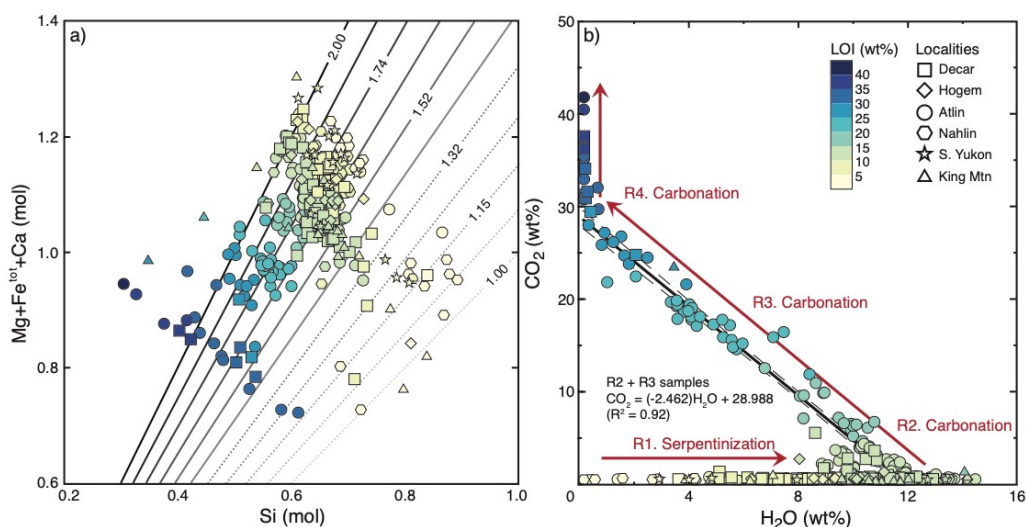 a)
1.4
1.2
1.0
0.8
0.6
0.2
0.4
0.6
0.8
1.0
Mg+Fe^tot+Ca (mol)
Si (mol)
2.00
1.74
1.52
1.32
1.15
1.00
b)
50
40
30
20
10
0
0
4
8
12
16
CO₂ (wt%)
H₂O (wt%)
LOI (wt%)
40
35
30
25
20
15
10
5
Localities
Decar
Hogem
Atlin
Nahlin
S. Yukon
King Mtn
R4. Carbonation
R3. Carbonation
R2 + R3 samples
CO₂ = (-2.462)H₂O + 28.988
(R² = 0.92)
R2. Carbonation
R1. Serpentinization